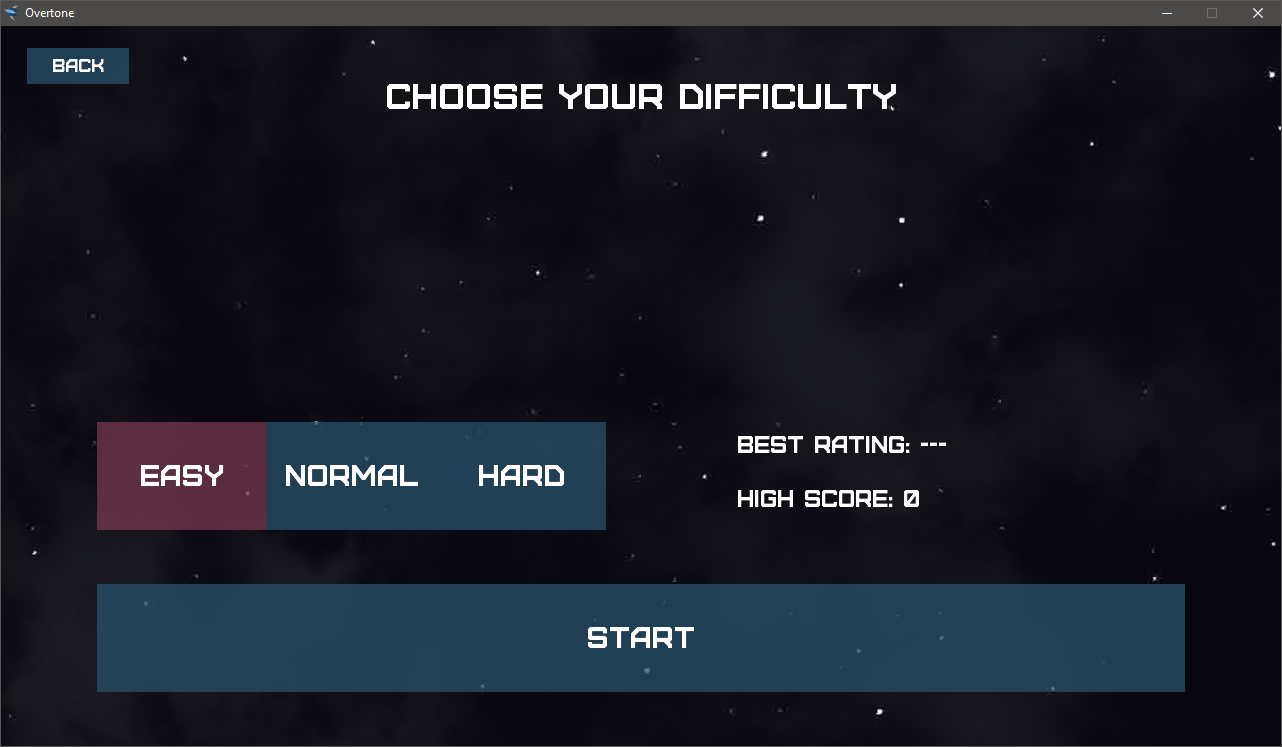 Overtone
BACK
CHOOSE YOUR DIFFICULTY
EASY NORMAL HARD
BEST RATING: ---
HIGH SCORE: 0
START